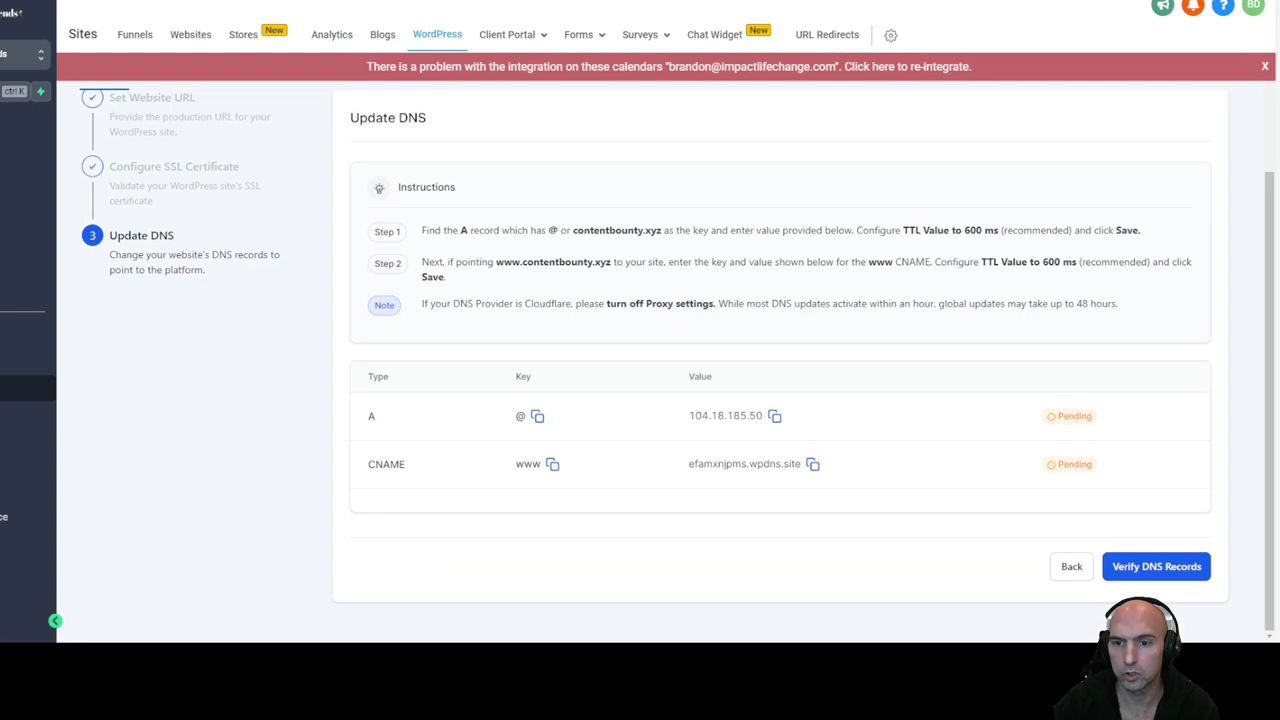 ends
BD
Sites
Funnels
Websites
Stores
New
Analytics
Blogs
WordPress
Client Portal
Forms
Surveys
Chat Widget
New
URL Redirects
ds
There is a problem with the integration on these calendars "brandon@impactlifechange.com". Click here to re-integrate.
X
ctrl K
Set Website URL
Provide the production URL for your
WordPress site.
Configure SSL Certificate
Validate your WordPress site's SSL
certificate
3
Update DNS
Change your website's DNS records to
point to the platform.
Update DNS
Instructions
Step 1
Find the A record which has @ or contentbounty.xyz as the key and enter value provided below. Configure TTL Value to 600 ms (recommended) and click Save.
Step 2
Next, if pointing www.contentbounty.xyz to your site, enter the key and value shown below for the www CNAME. Configure TTL Value to 600 ms (recommended) and click
Save.
Note
If your DNS Provider is Cloudflare, please turn off Proxy settings. While most DNS updates activate within an hour, global updates may take up to 48 hours.
Type
Key
Value
A
@
104.18.185.50
Pending
CNAME
www
efamxnjpms.wpdns.site
Pending
ce
Back
Verify DNS Records